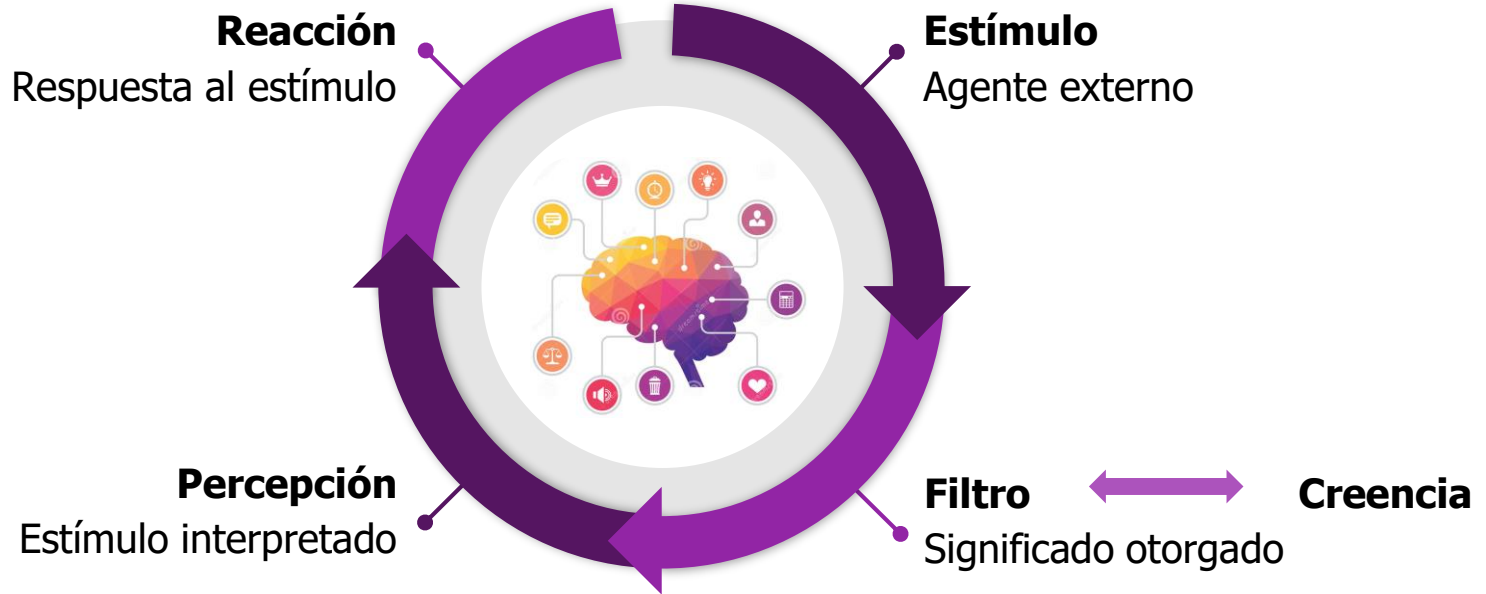 Reacción
Respuesta al estímulo
Estímulo
Agente externo
Percepción
Estímulo interpretado
Filtro
Significado otorgado
Creencia